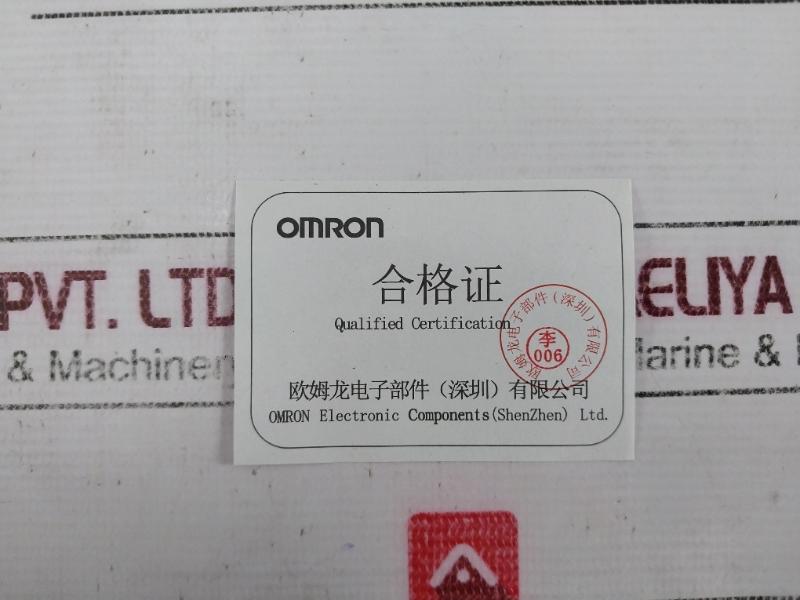 PVT. LTD
ELIYA
& Machiner
arine &
OMRON
合格证
Qualified Certification
欧姆龙电子部件（深圳）有限公司
李
006
欧姆龙电子部件（深圳）有限公司
OMRON Electronic Components(ShenZhen) Ltd.